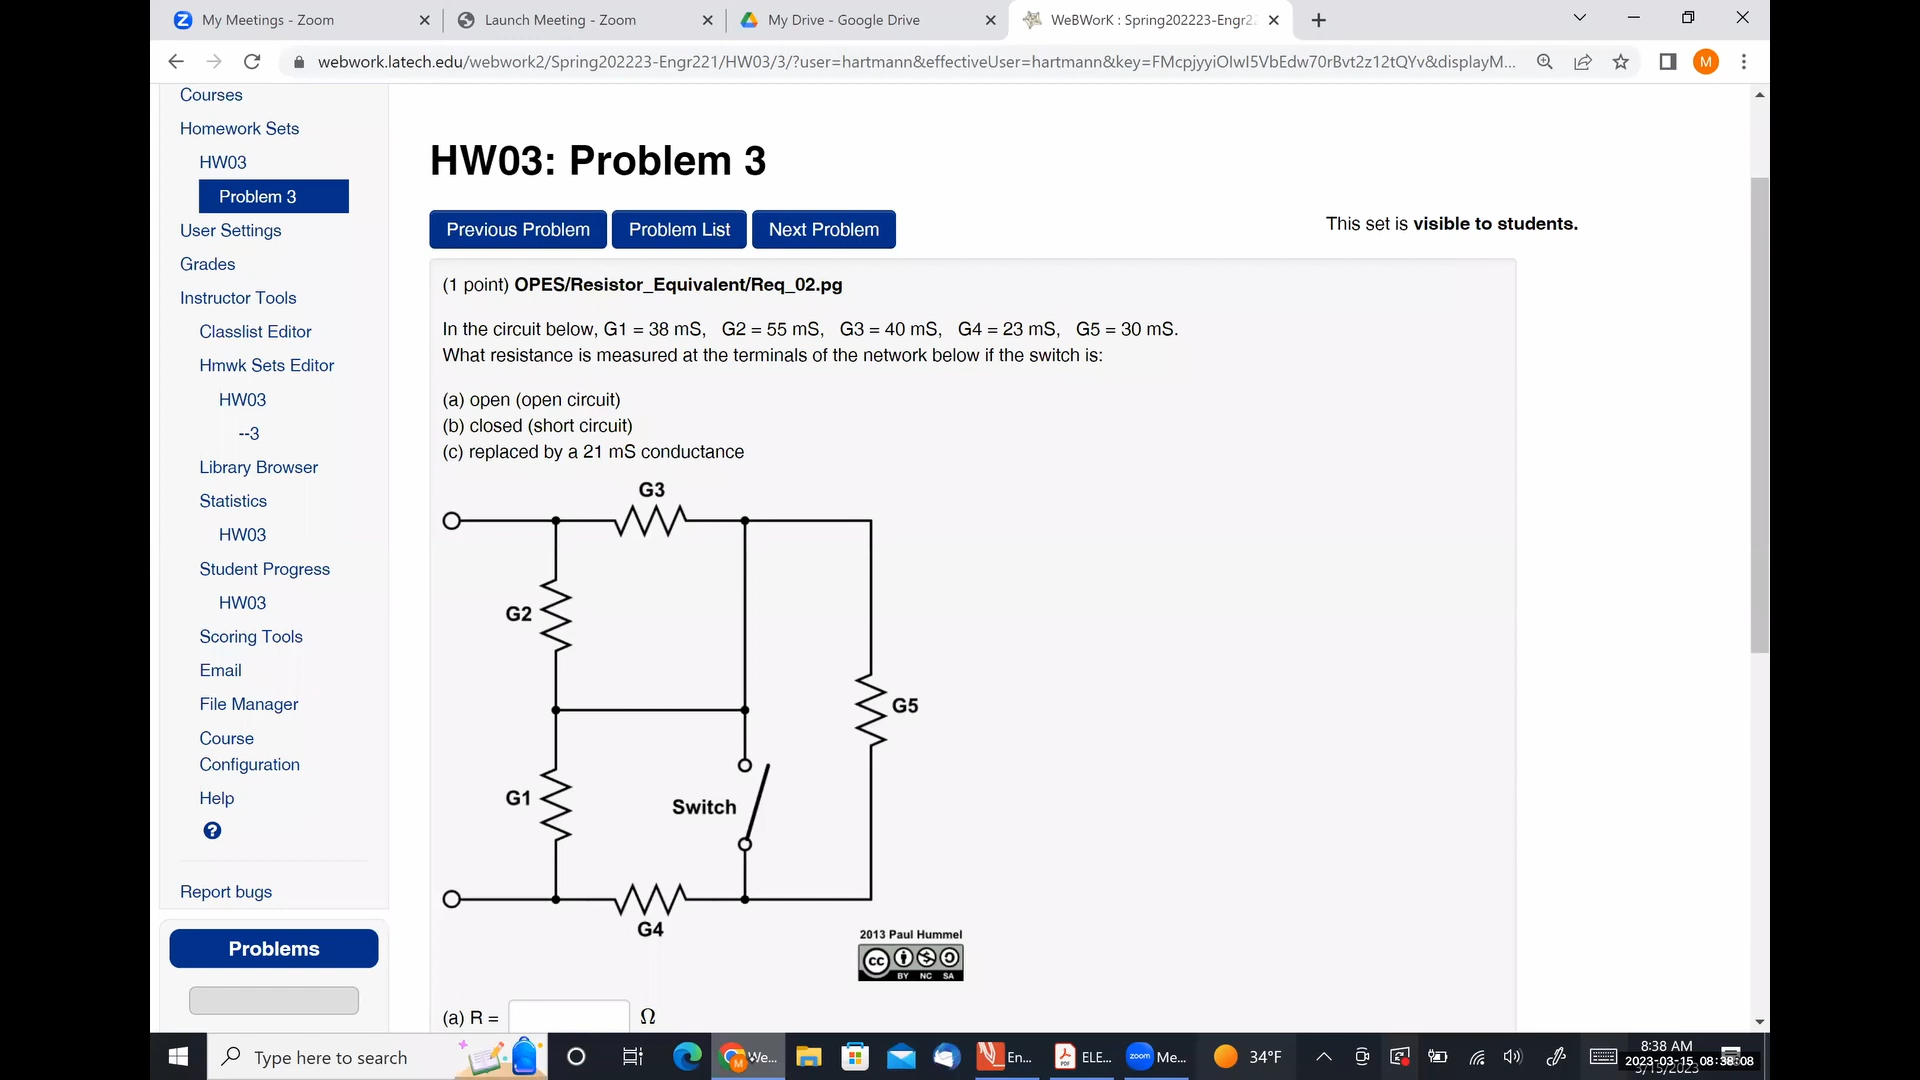 My Meetings - Zoom
Launch Meeting - Zoom
My Drive - Google Drive
WeBWorK : Spring202223-Engr22
webwork.latech.edu/webwork2/Spring202223-Engr221/HW03/3/?user=hartmann&effectiveUser=hartmann&key=FMcpjyyiOIwI5VbEdw70rBvt2z12tQYv&displayM...
M
Courses
Homework Sets
HW03
Problem 3
User Settings
Grades
Instructor Tools
Classlist Editor
Hmwk Sets Editor
HW03
--3
Library Browser
Statistics
HW03
Student Progress
HW03
Scoring Tools
Email
File Manager
Course
Configuration
Help
?
Report bugs
Problems
HW03: Problem 3
Previous Problem
Problem List
Next Problem
This set is visible to students.
(1 point) OPES/Resistor_Equivalent/Req_02.pg
In the circuit below, G1 = 38 mS, G2 = 55 mS, G3 = 40 mS, G4 = 23 mS, G5 = 30 mS.
What resistance is measured at the terminals of the network below if the switch is:
(a) open (open circuit)
(b) closed (short circuit)
(c) replaced by a 21 mS conductance
G3
G2
G5
G1
Switch
G4
2013 Paul Hummel
cc
BY NC SA
(a) R =
Ω
Type here to search
We...
En...
ELE...
zoom
Me...
34°F
8:38 AM
2023-03-15 08:38:08
3/15/2023